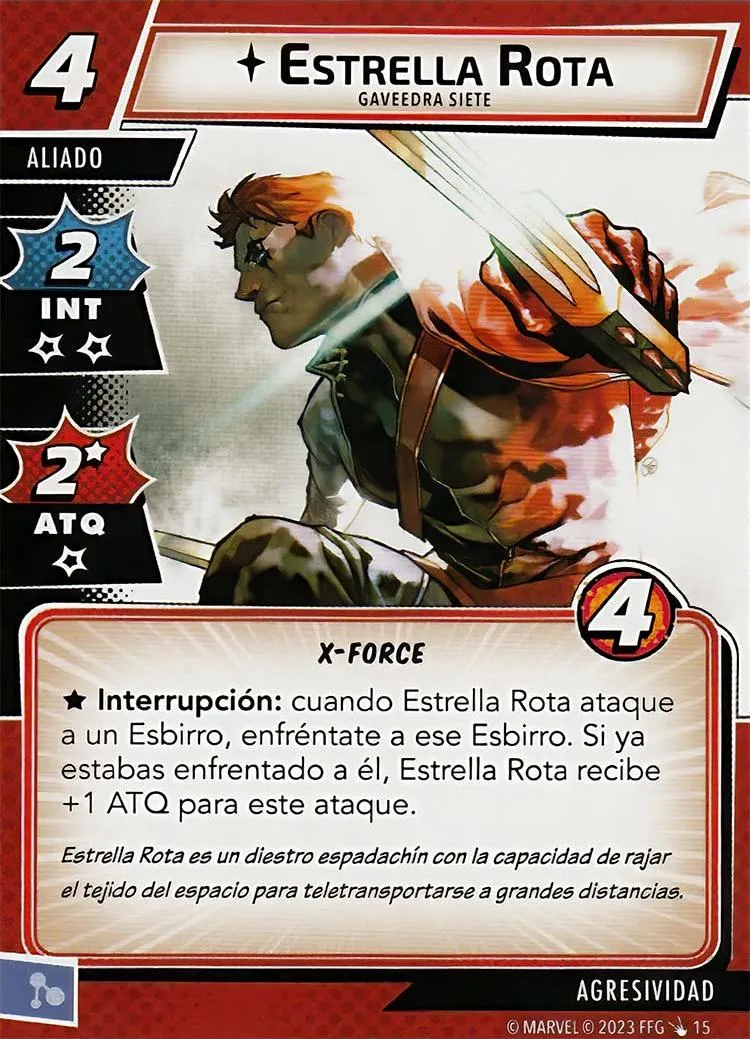 4
ESTRELLA ROTA
GAVEEDRA SIETE
ALIADO
2
INT
2
ATQ
4
X-FORCE
Interrupción: cuando Estrella Rota ataque
a un Esbirro, enfréntate a ese Esbirro. Si ya
estabas enfrentado a él, Estrella Rota recibe
+1 ATQ para este ataque.
Estrella Rota es un diestro espadachín con la capacidad de rajar
el tejido del espacio para teletransportarse a grandes distancias.
AGRESIVIDAD
© MARVEL © 2023 FFG 15